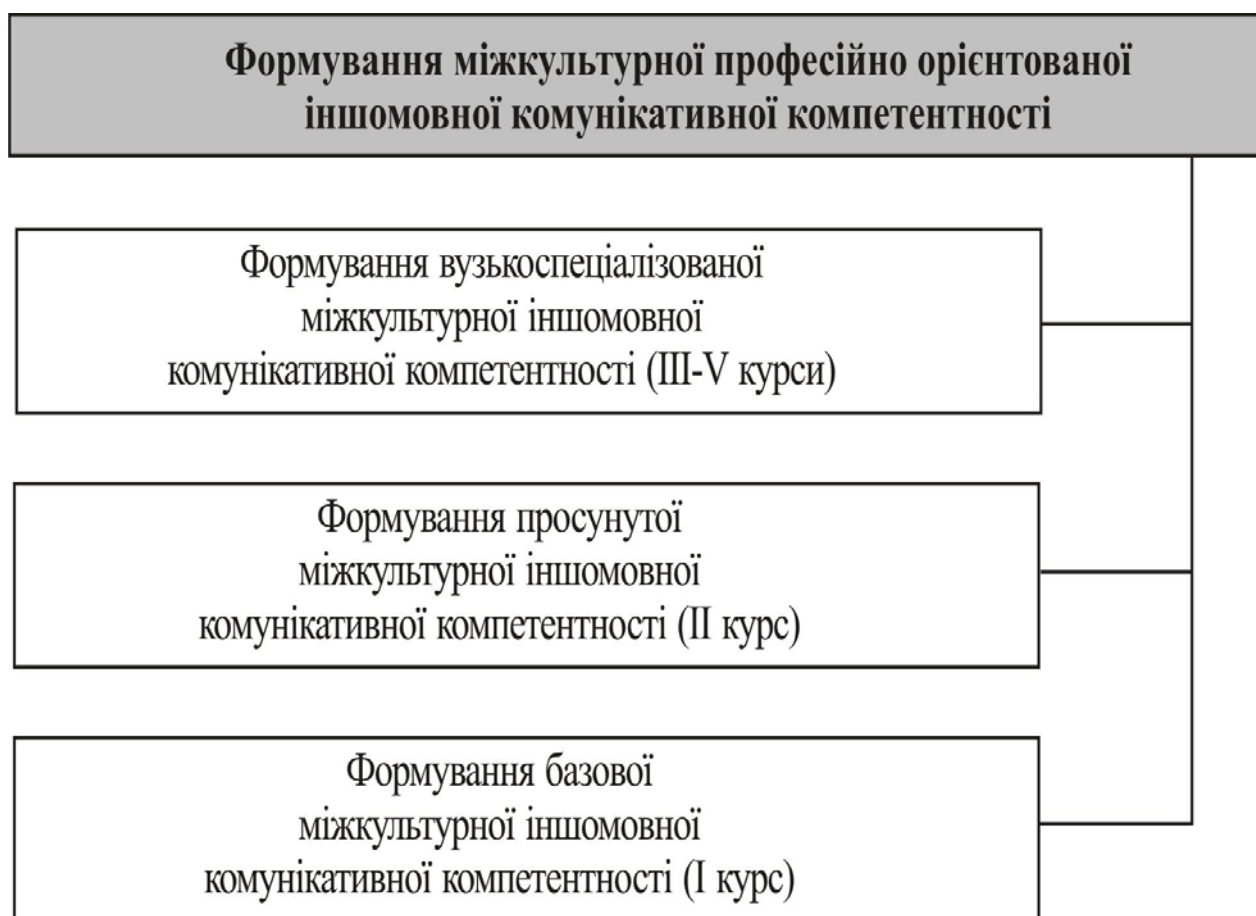 Формування міжкультурної професійно орієнтованої
іншомовної комунікативної компетентності
Формування вузькоспеціалізованої
міжкультурної іншомовної
комунікативної компетентності (III-V курси)
Формування просунутої
міжкультурної іншомовної
комунікативної компетентності (II курс)
Формування базової
міжкультурної іншомовної
комунікативної компетентності (I курс)